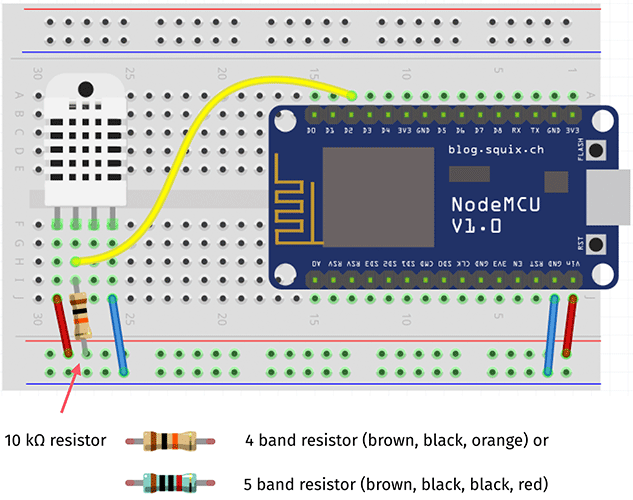 30 20 15 10 5 1
A A
B
C
D
E
D0 D1 D2 D3 D4 3V3 GND D5 D6 D7 D8 RX TX GND 3V3
FLASH
blog.squix.ch
NodeMCU
V1.0
F
G
H
I
J J
RST
A0 RSV RSV SD3 SD2 SD1 CMD SD0 CLK GND 3V3 EN RST GND Vin
30 25 20 15 10 5
10 kΩ resistor
4 band resistor (brown, black, orange) or
5 band resistor (brown, black, black, red)